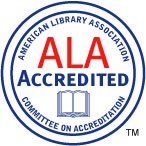 AMERICAN LIBRARY ASSOCIATION
ALA
ACCREDITED
COMMITTEE ON ACCREDITATION
TM